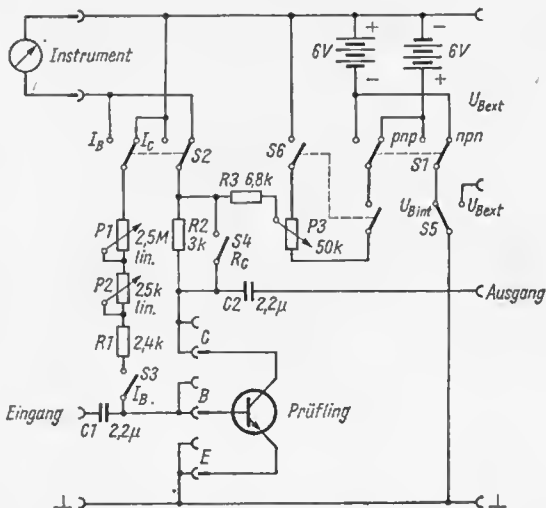 Instrument
+
6V
-
-
6V
+
U_Bext
I_B
I_C
S2
S6
pnp
npn
S1
R3 6,8k
P1
2,5M
lin.
R2
3k
S4
R_C
P3
50k
U_Bint
U_Bext
S5
P2
25k
lin.
C2
2,2µ
Ausgang
R1
2,4k
C
S3
I_B
B
Eingang
C1 2,2µ
Prüfling
E